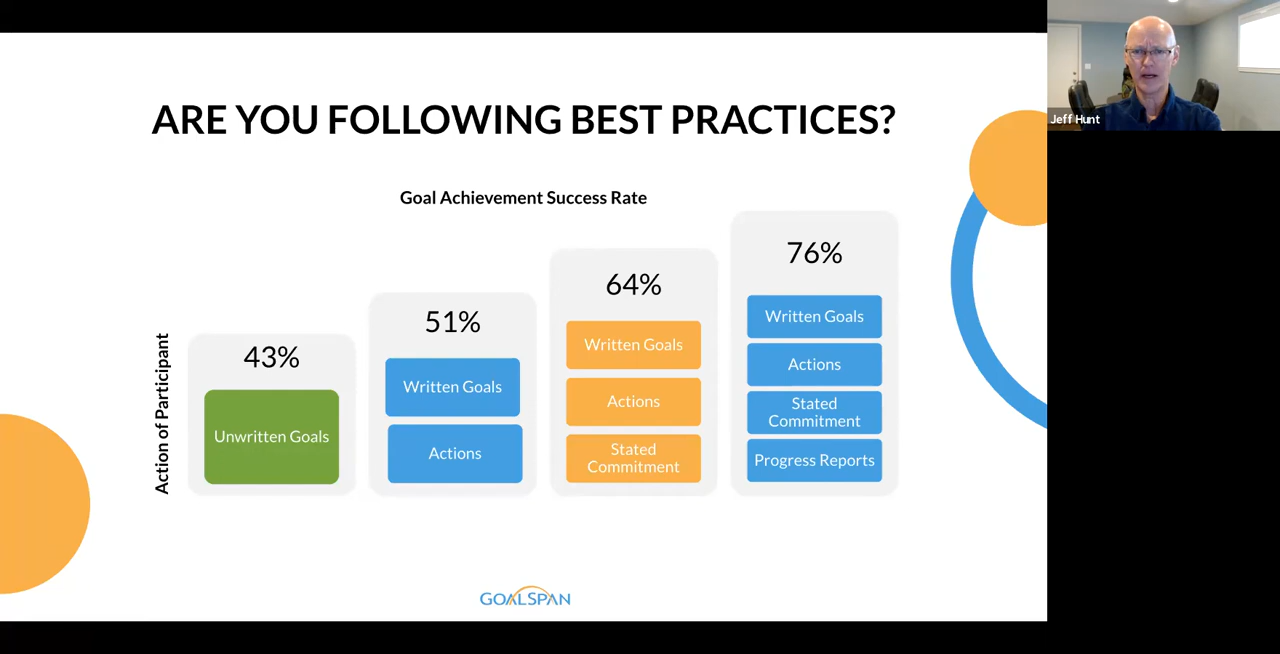 ARE YOU FOLLOWING BEST PRACTICES?
Jeff Hunt
Goal Achievement Success Rate
Action of Participant
43%
Unwritten Goals
51%
Written Goals
Actions
64%
Written Goals
Actions
Stated
Commitment
76%
Written Goals
Actions
Stated
Commitment
Progress Reports
GOALSPAN